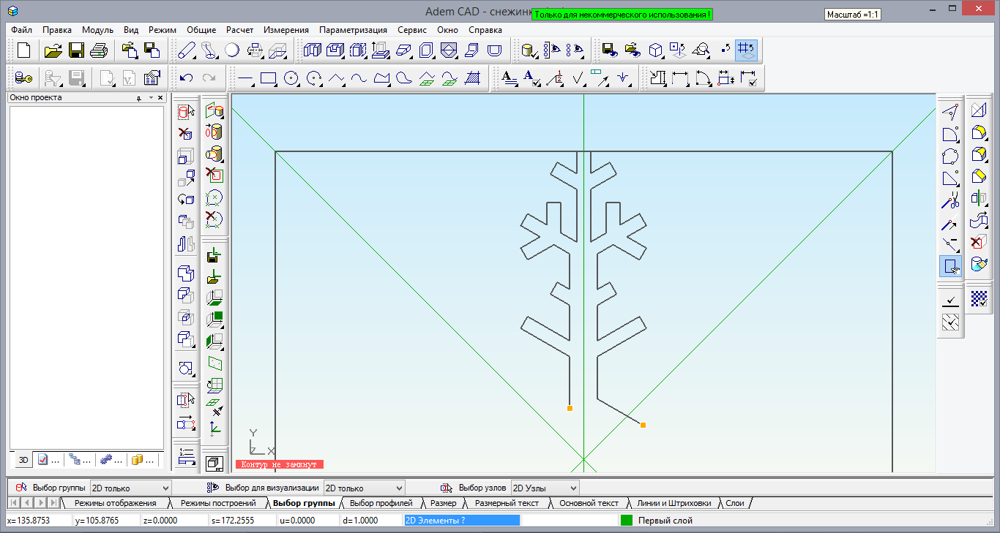 Adem CAD - снежинк
Только для некоммерческого использования !
Масштаб =1:1
Файл Правка Модуль Вид Режим Общие Расчет Измерения Параметризация Сервис Окно Справка
Окно проекта
3D ... ... ... ...
Y
Z X
Контур не замкнут
Выбор группы 2D только Выбор для визуализации 2D только Выбор узлов 2D Узлы
Режимы отображения Режимы построений Выбор группы Выбор профилей Размер Размерный текст Основной текст Линии и Штриховки Слои
x=135.8753 y=105.8765 z=0.0000 s=172.2555 u=0.0000 d=1.0000 2D Элементы ? Первый слой